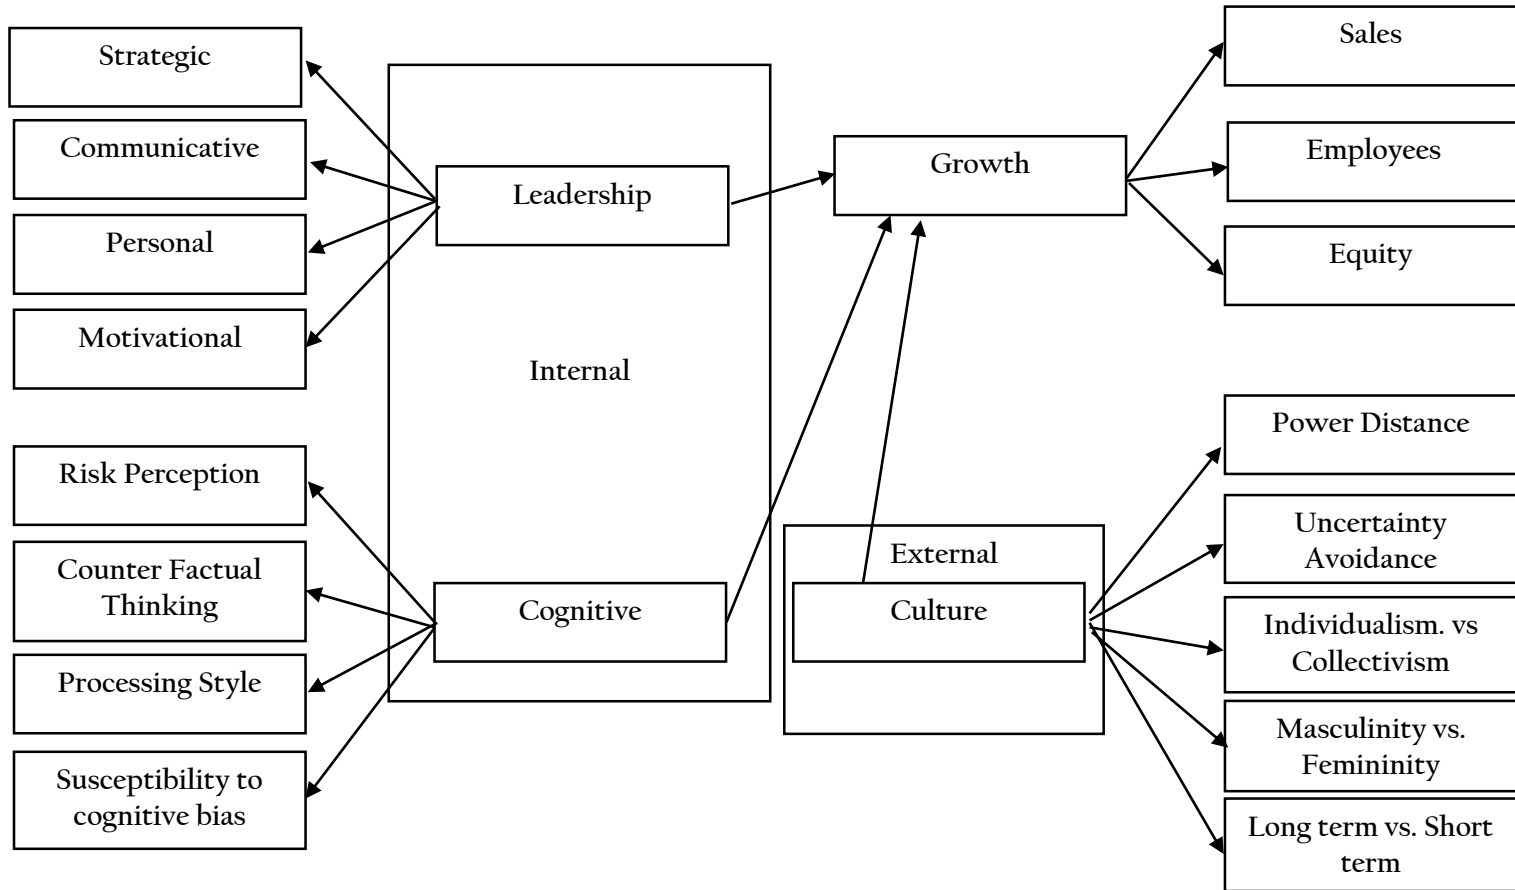 Strategic
Communicative
Personal
Motivational
Risk Perception
Counter Factual
Thinking
Processing Style
Susceptibility to
cognitive bias
Leadership
Internal
Cognitive
Growth
External
Culture
Sales
Employees
Equity
Power Distance
Uncertainty
Avoidance
Individualism. vs
Collectivism
Masculinity vs.
Femininity
Long term vs. Short
term